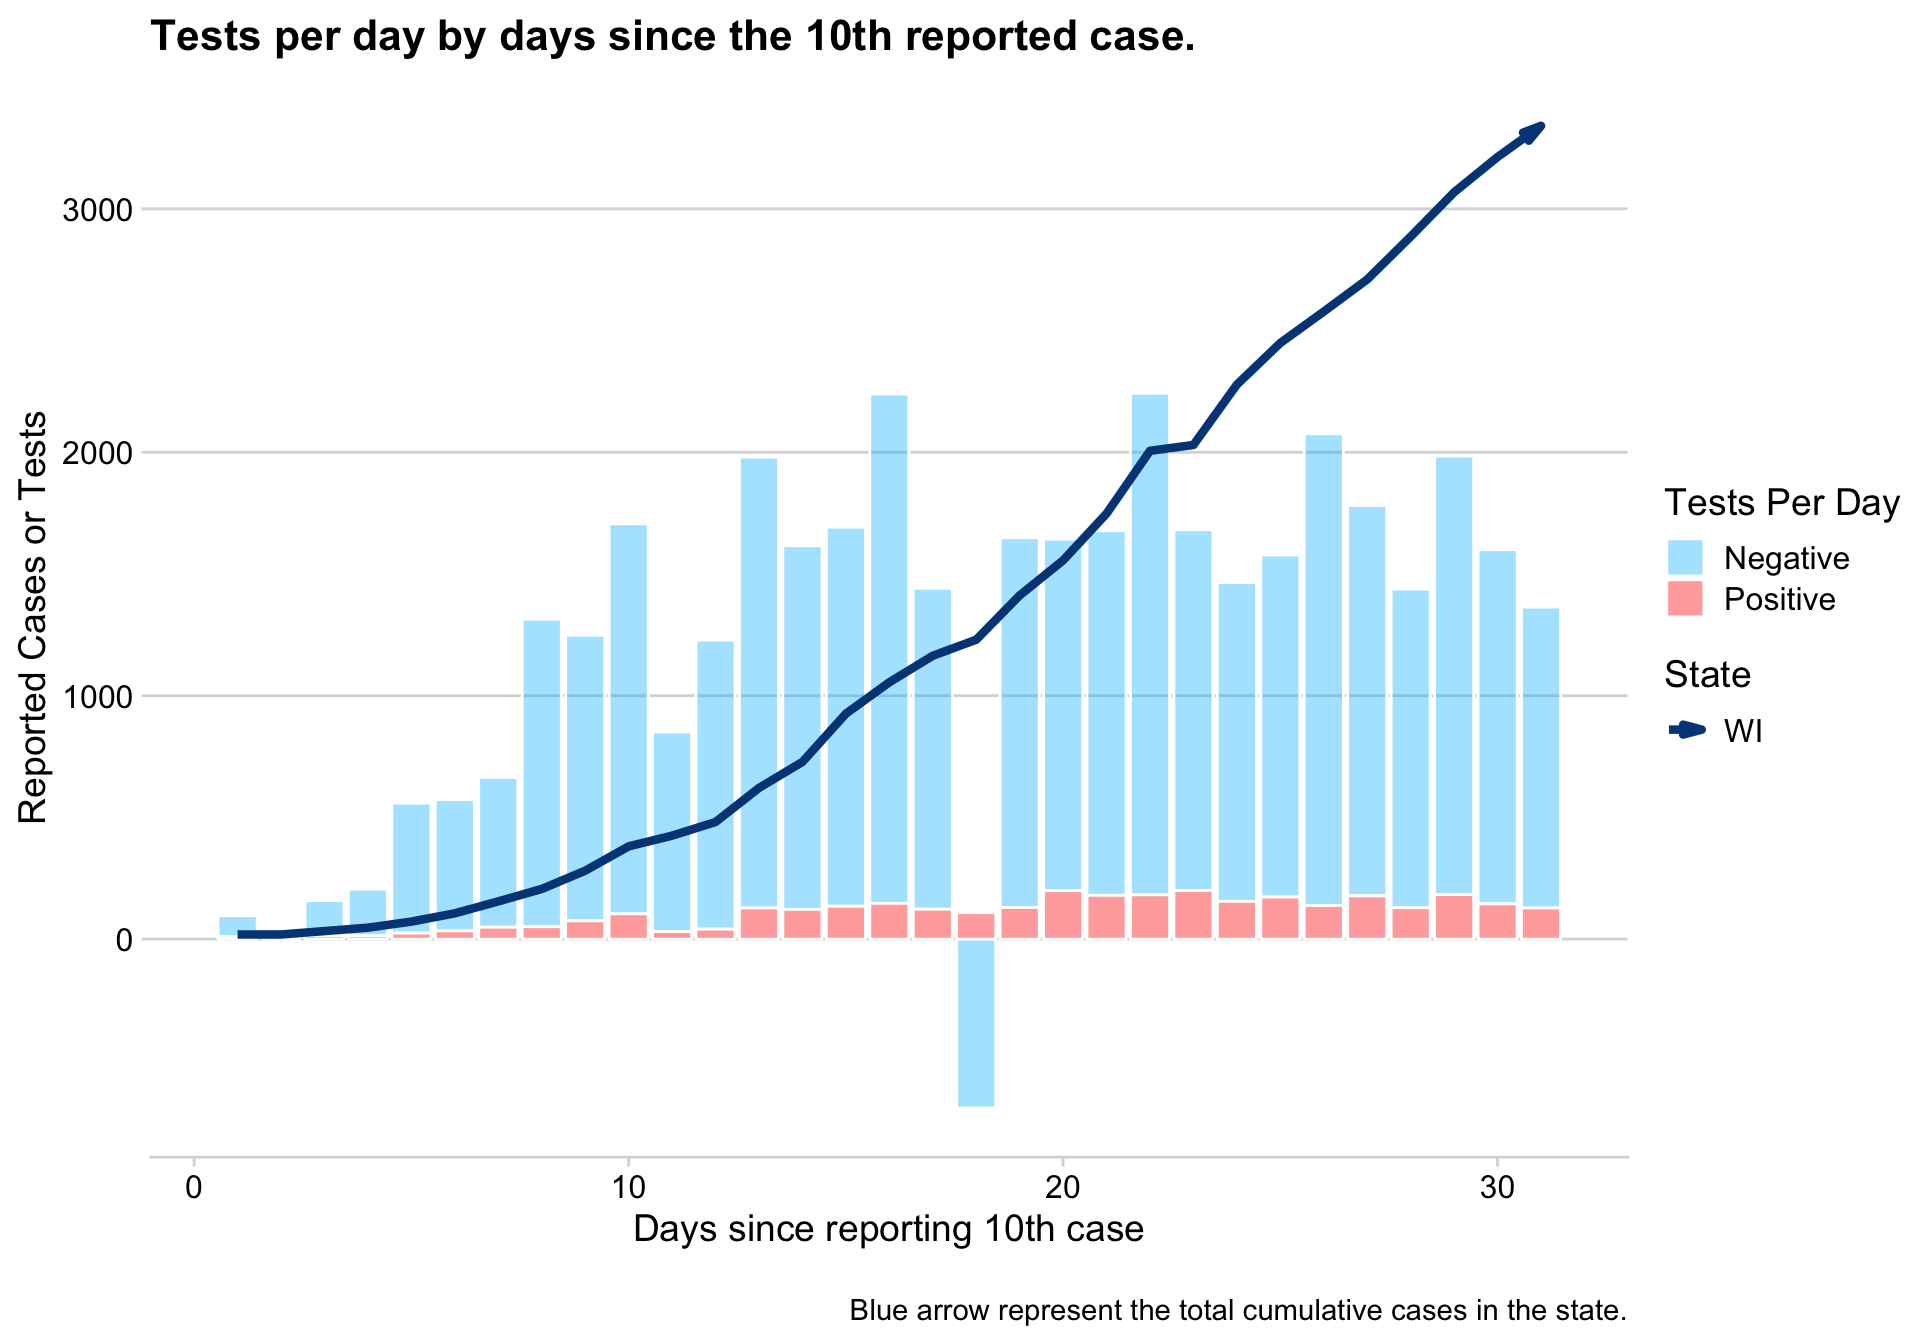 Tests per day by days since the 10th reported case.
Reported Cases or Tests
3000
2000
1000
0
0 10 20 30
Days since reporting 10th case
Tests Per Day
Negative
Positive
State
WI
Blue arrow represent the total cumulative cases in the state.